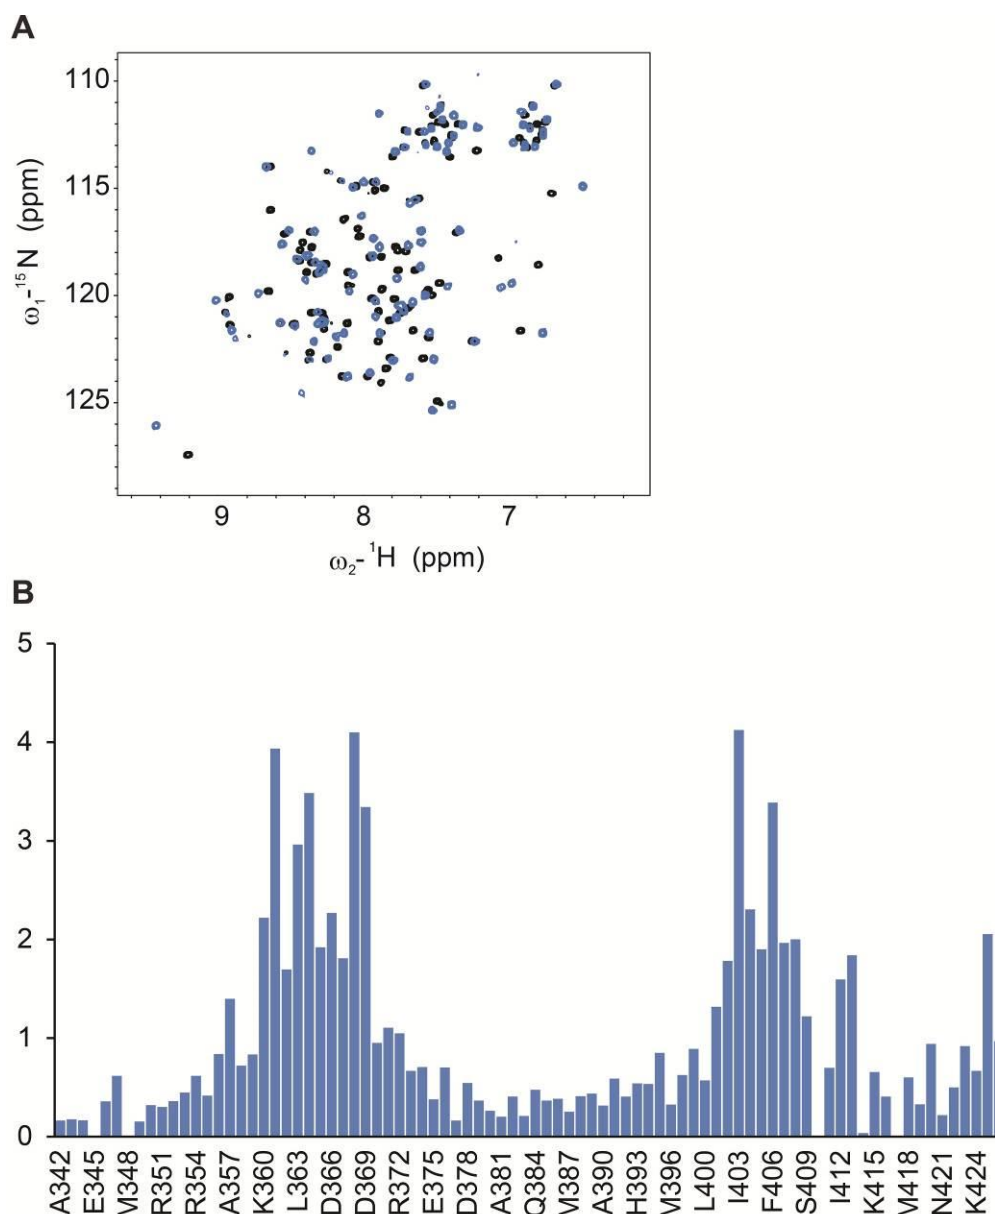 A
110
115
120
125
ω1-15N (ppm)
9 8 7
ω2-1H (ppm)
B
5
4
3
2
1
0
A342 E345 M348 R351 R354 A357 K360 L363 D366 D369 R372 E375 D378 A381 Q384 M387 A390 H393 M396 L400 I403 F406 S409 I412 K415 M418 N421 K424